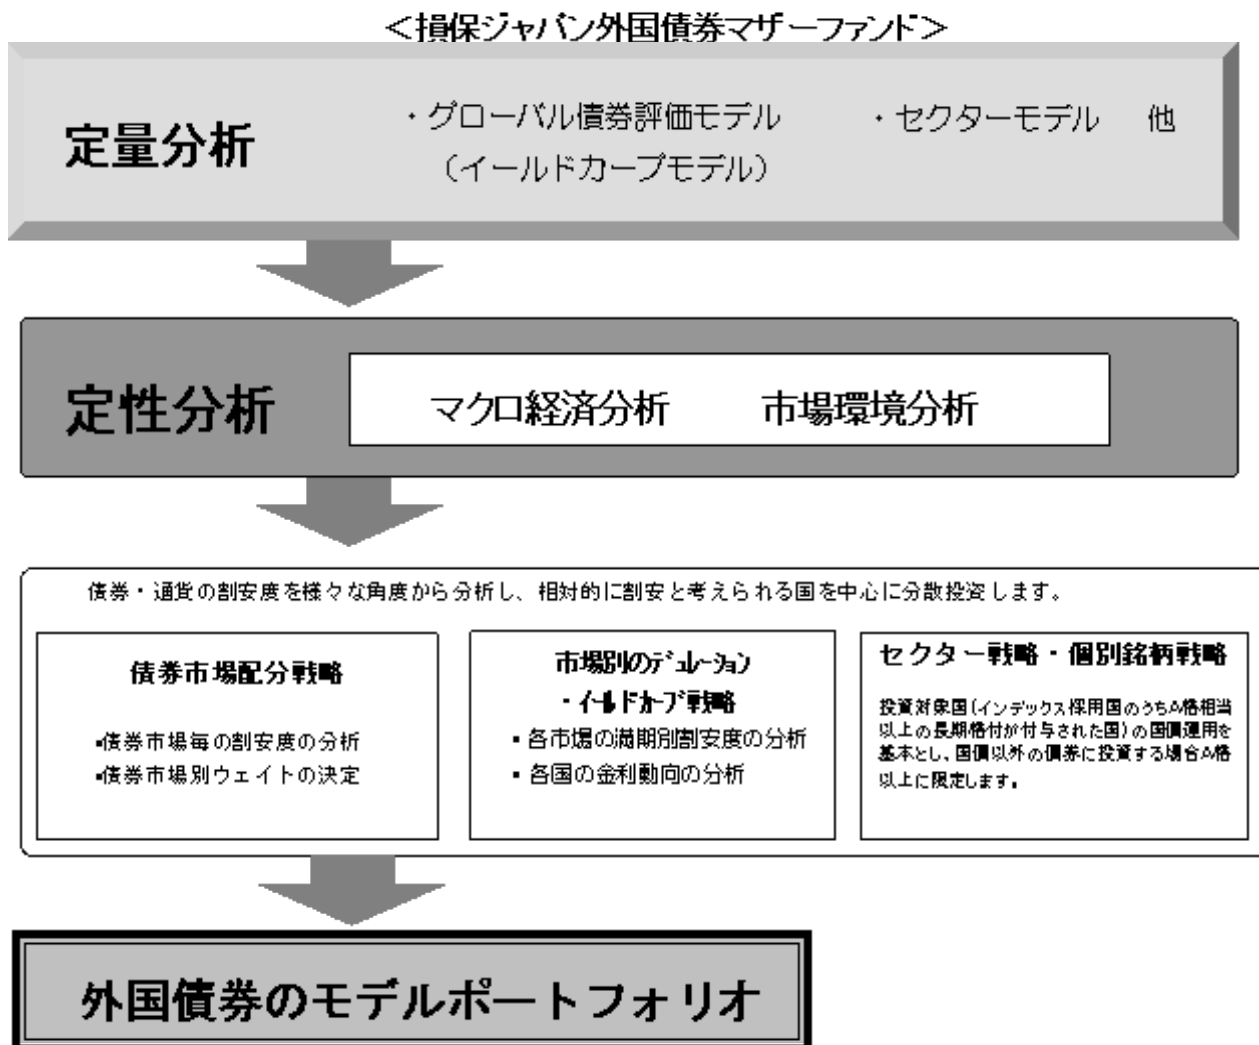 ＜損保ジャパン外国債券マザーファンド＞
定量分析
・グローバル債券評価モデル
（イールドカーブモデル）
・セクターモデル　他
定性分析
マクロ経済分析　市場環境分析
債券・通貨の割安度を様々な角度から分析し、相対的に割安と考えられる国を中心に分散投資します。
債券市場配分戦略
▪債券市場毎の割安度の分析
▪債券市場別ウェイトの決定
市場別のデュレーション
・イールドカーブ戦略
▪各市場の満期別割安度の分析
▪各国の金利動向の分析
セクター戦略・個別銘柄戦略
投資対象国（インデックス採用国のうちA格相当
以上の長期格付が付与された国）の国債運用を
基本とし、国債以外の債券に投資する場合A格
以上に限定します。
外国債券のモデルポートフォリオ